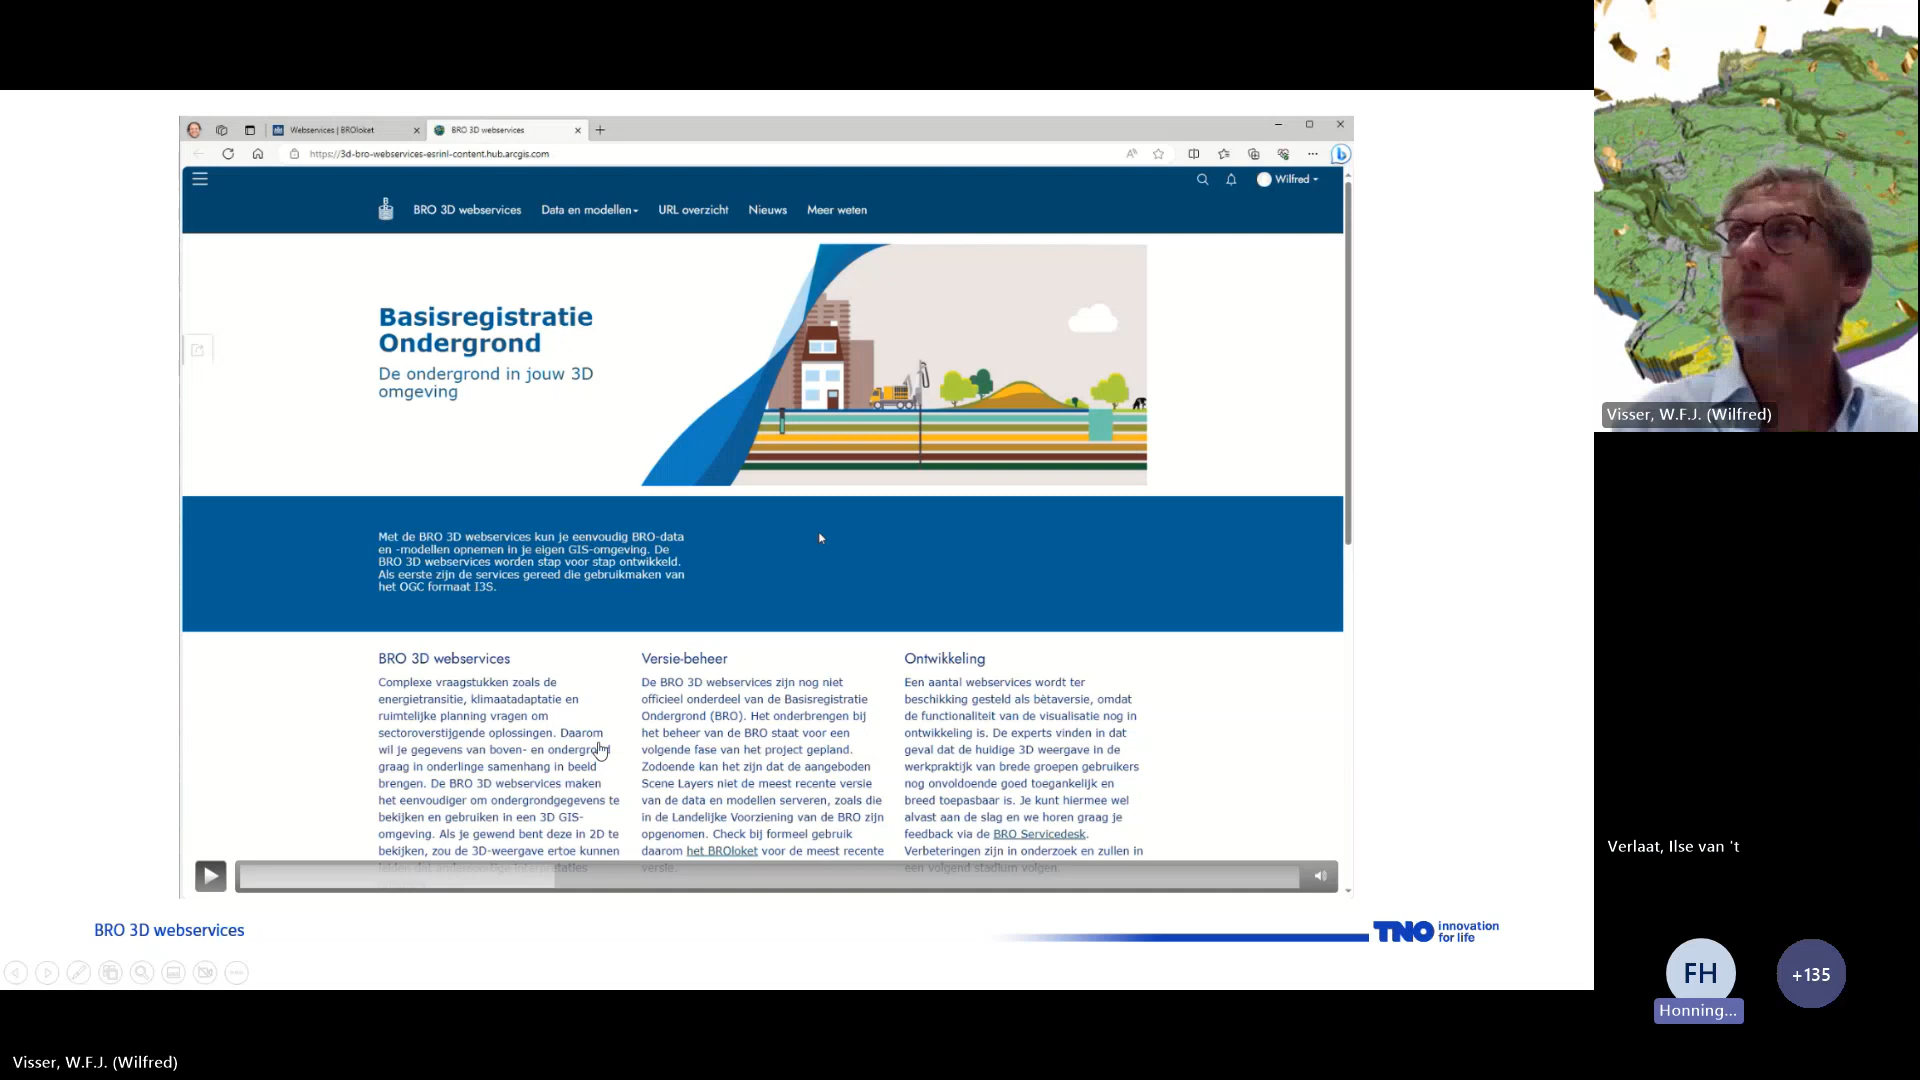 Webservices | BROloket
BRO 3D webservices
https://3d-bro-webservices-esrinl-content.hub.arcgis.com
Wilfred
BRO 3D webservices
Data en modellen
URL overzicht
Nieuws
Meer weten
Basisregistratie
Ondergrond
De ondergrond in jouw 3D
omgeving
Met de BRO 3D webservices kun je eenvoudig BRO-data
en -modellen opnemen in je eigen GIS-omgeving. De
BRO 3D webservices worden stap voor stap ontwikkeld.
Als eerste zijn de services gereed die gebruikmaken van
het OGC formaat I3S.
BRO 3D webservices
Complexe vraagstukken zoals de
energietransitie, klimaatadaptatie en
ruimtelijke planning vragen om
sectoroverstijgende oplossingen. Daarom
wil je gegevens van boven- en ondergrond
graag in onderlinge samenhang in beeld
brengen. De BRO 3D webservices maken
het eenvoudiger om ondergrondgegevens te
bekijken en gebruiken in een 3D GIS-
omgeving. Als je gewend bent deze in 2D te
bekijken, zou de 3D-weergave ertoe kunnen
Versie-beheer
De BRO 3D webservices zijn nog niet
officieel onderdeel van de Basisregistratie
Ondergrond (BRO). Het onderbrengen bij
het beheer van de BRO staat voor een
volgende fase van het project gepland.
Zodoende kan het zijn dat de aangeboden
Scene Layers niet de meest recente versie
van de data en modellen serveren, zoals die
in de Landelijke Voorziening van de BRO zijn
opgenomen. Check bij formeel gebruik
daarom het BROloket voor de meest recente
versie.
Ontwikkeling
Een aantal webservices wordt ter
beschikking gesteld als bètaversie, omdat
de functionaliteit van de visualisatie nog in
ontwikkeling is. De experts vinden in dat
geval dat de huidige 3D weergave in de
werkpraktijk van brede groepen gebruikers
nog onvoldoende goed toegankelijk en
breed toepasbaar is. Je kunt hiermee wel
alvast aan de slag en we horen graag je
feedback via de BRO Servicedesk.
Verbeteringen zijn in onderzoek en zullen in
een volgend stadium volgen.
BRO 3D webservices
TNO innovation
for life
Visser, W.F.J. (Wilfred)
Verlaat, Ilse van 't
FH
+135
Honning...
Visser, W.F.J. (Wilfred)